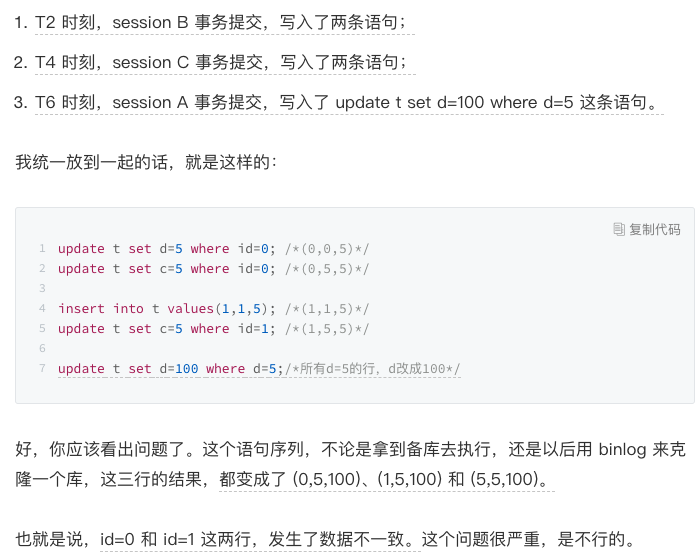 1. T2 时刻，session B 事务提交，写入了两条语句；
2. T4 时刻，session C 事务提交，写入了两条语句；
3. T6 时刻，session A 事务提交，写入了 update t set d=100 where d=5 这条语句。
我统一放到一起的话，就是这样的：
复制代码
1 update t set d=5 where id=0; /*(0,0,5)*/
2 update t set c=5 where id=0; /*(0,5,5)*/
3
4 insert into t values(1,1,5); /*(1,1,5)*/
5 update t set c=5 where id=1; /*(1,5,5)*/
6
7 update t set d=100 where d=5;/*所有d=5的行，d改成100*/
好，你应该看出问题了。这个语句序列，不论是拿到备库去执行，还是以后用 binlog 来克
隆一个库，这三行的结果，都变成了 (0,5,100)、(1,5,100) 和 (5,5,100)。
也就是说，id=0 和 id=1 这两行，发生了数据不一致。这个问题很严重，是不行的。